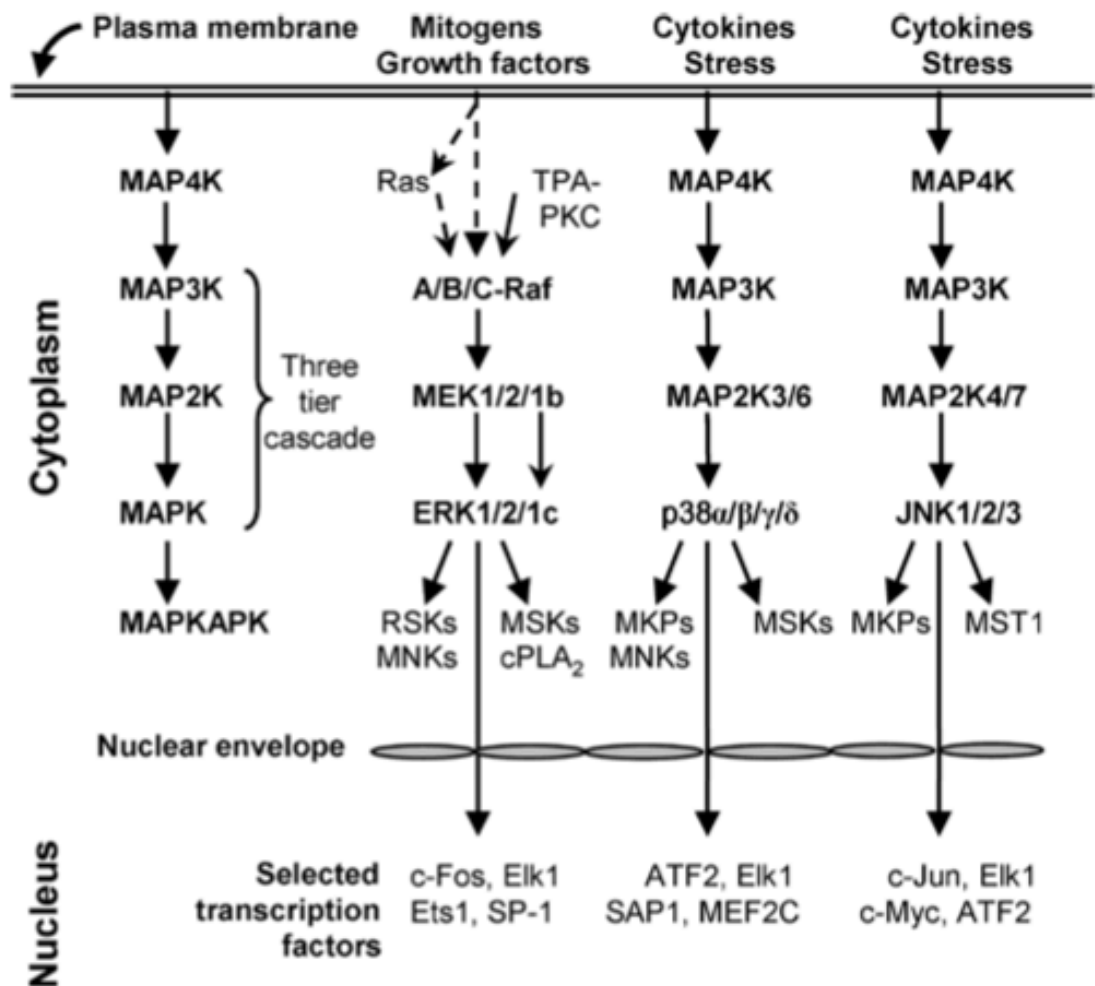 Plasma membrane
Mitogens
Growth factors
Cytokines
Stress
Cytokines
Stress
Cytoplasm
MAP4K
MAP3K
MAP2K
MAPK
MAPKAPK
Three
tier
cascade
Ras
TPA-
PKC
A/B/C-Raf
MEK1/2/1b
ERK1/2/1c
RSKs
MNKs
MSKs
cPLA₂
MAP4K
MAP3K
MAP2K3/6
p38α/β/γ/δ
MKPs
MNKs
MSKs
MAP4K
MAP3K
MAP2K4/7
JNK1/2/3
MKPs
MST1
Nuclear envelope
Nucleus
Selected
transcription
factors
c-Fos, Elk1
Ets1, SP-1
ATF2, Elk1
SAP1, MEF2C
c-Jun, Elk1
c-Myc, ATF2